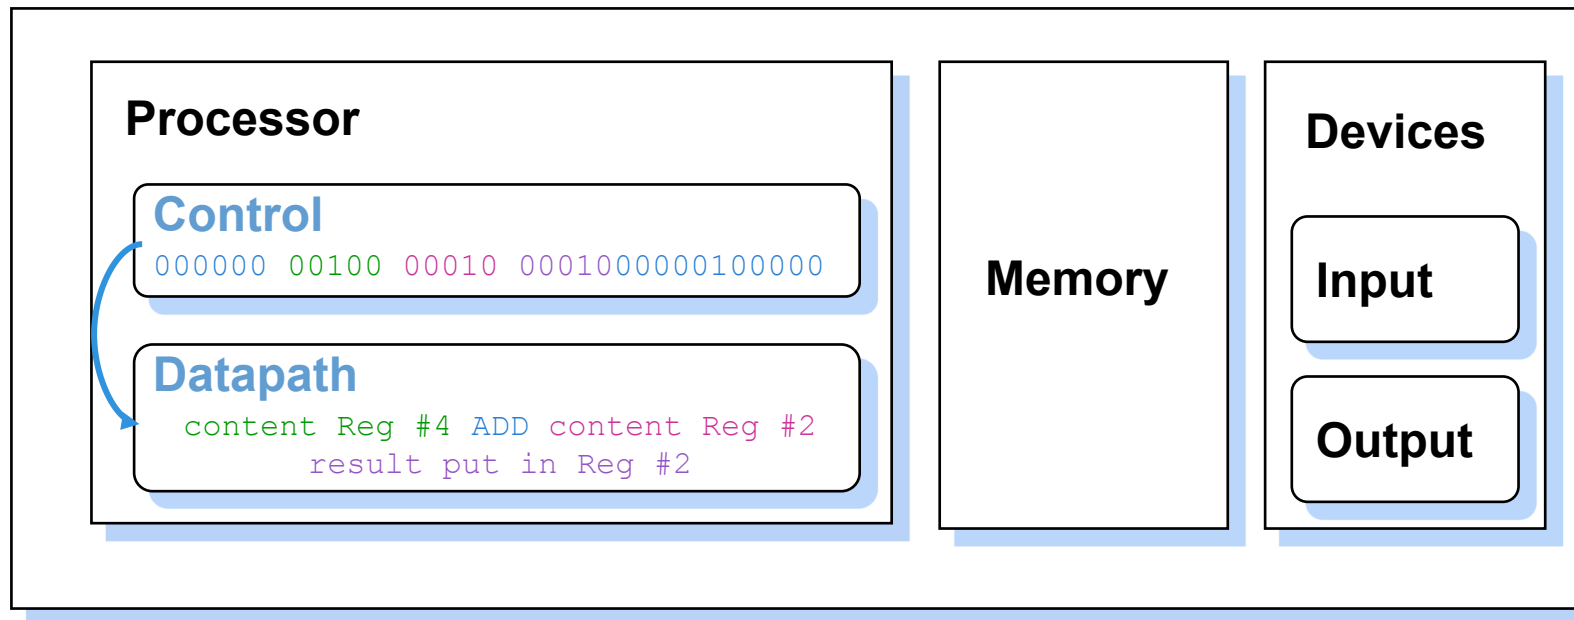 Processor
Control
000000 00100 00010 0001000000100000
Datapath
content Reg #4 ADD content Reg #2
result put in Reg #2
Memory
Devices
Input
Output